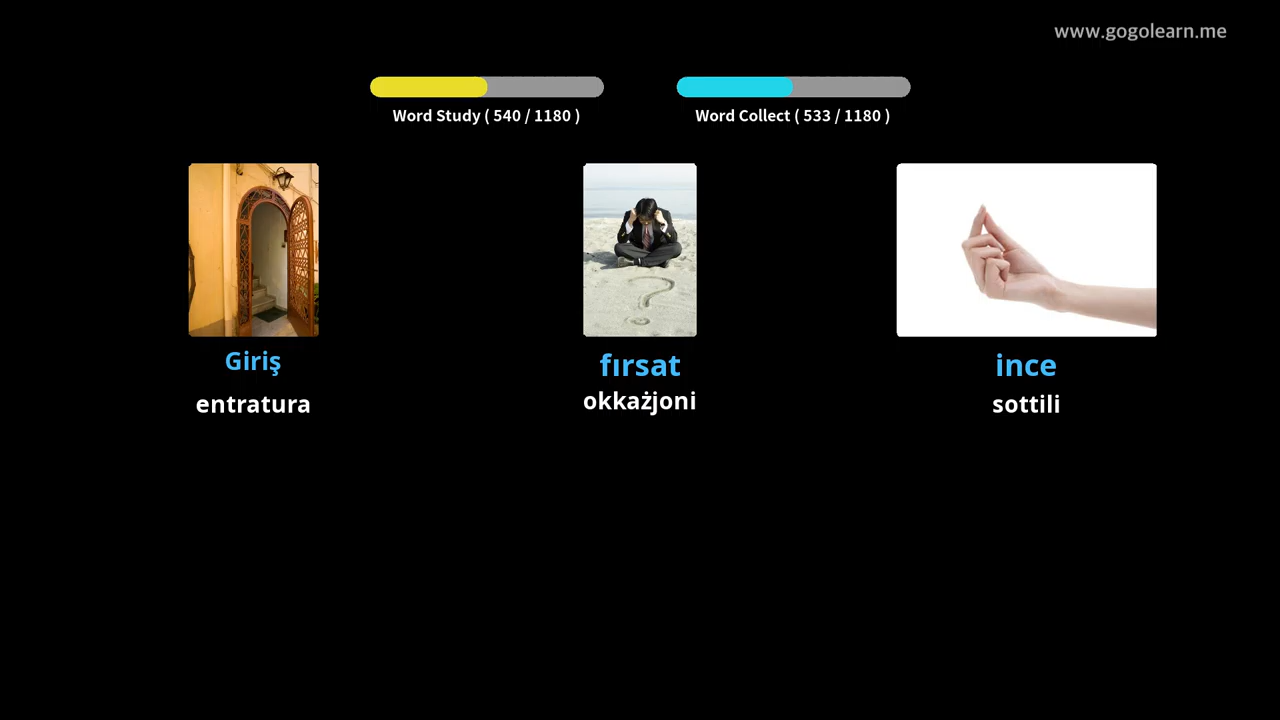 www.gogolearn.me
Word Study ( 540 / 1180 )
Word Collect ( 533 / 1180 )
Giriş
entratura
fırsat
okkażjoni
ince
sottili